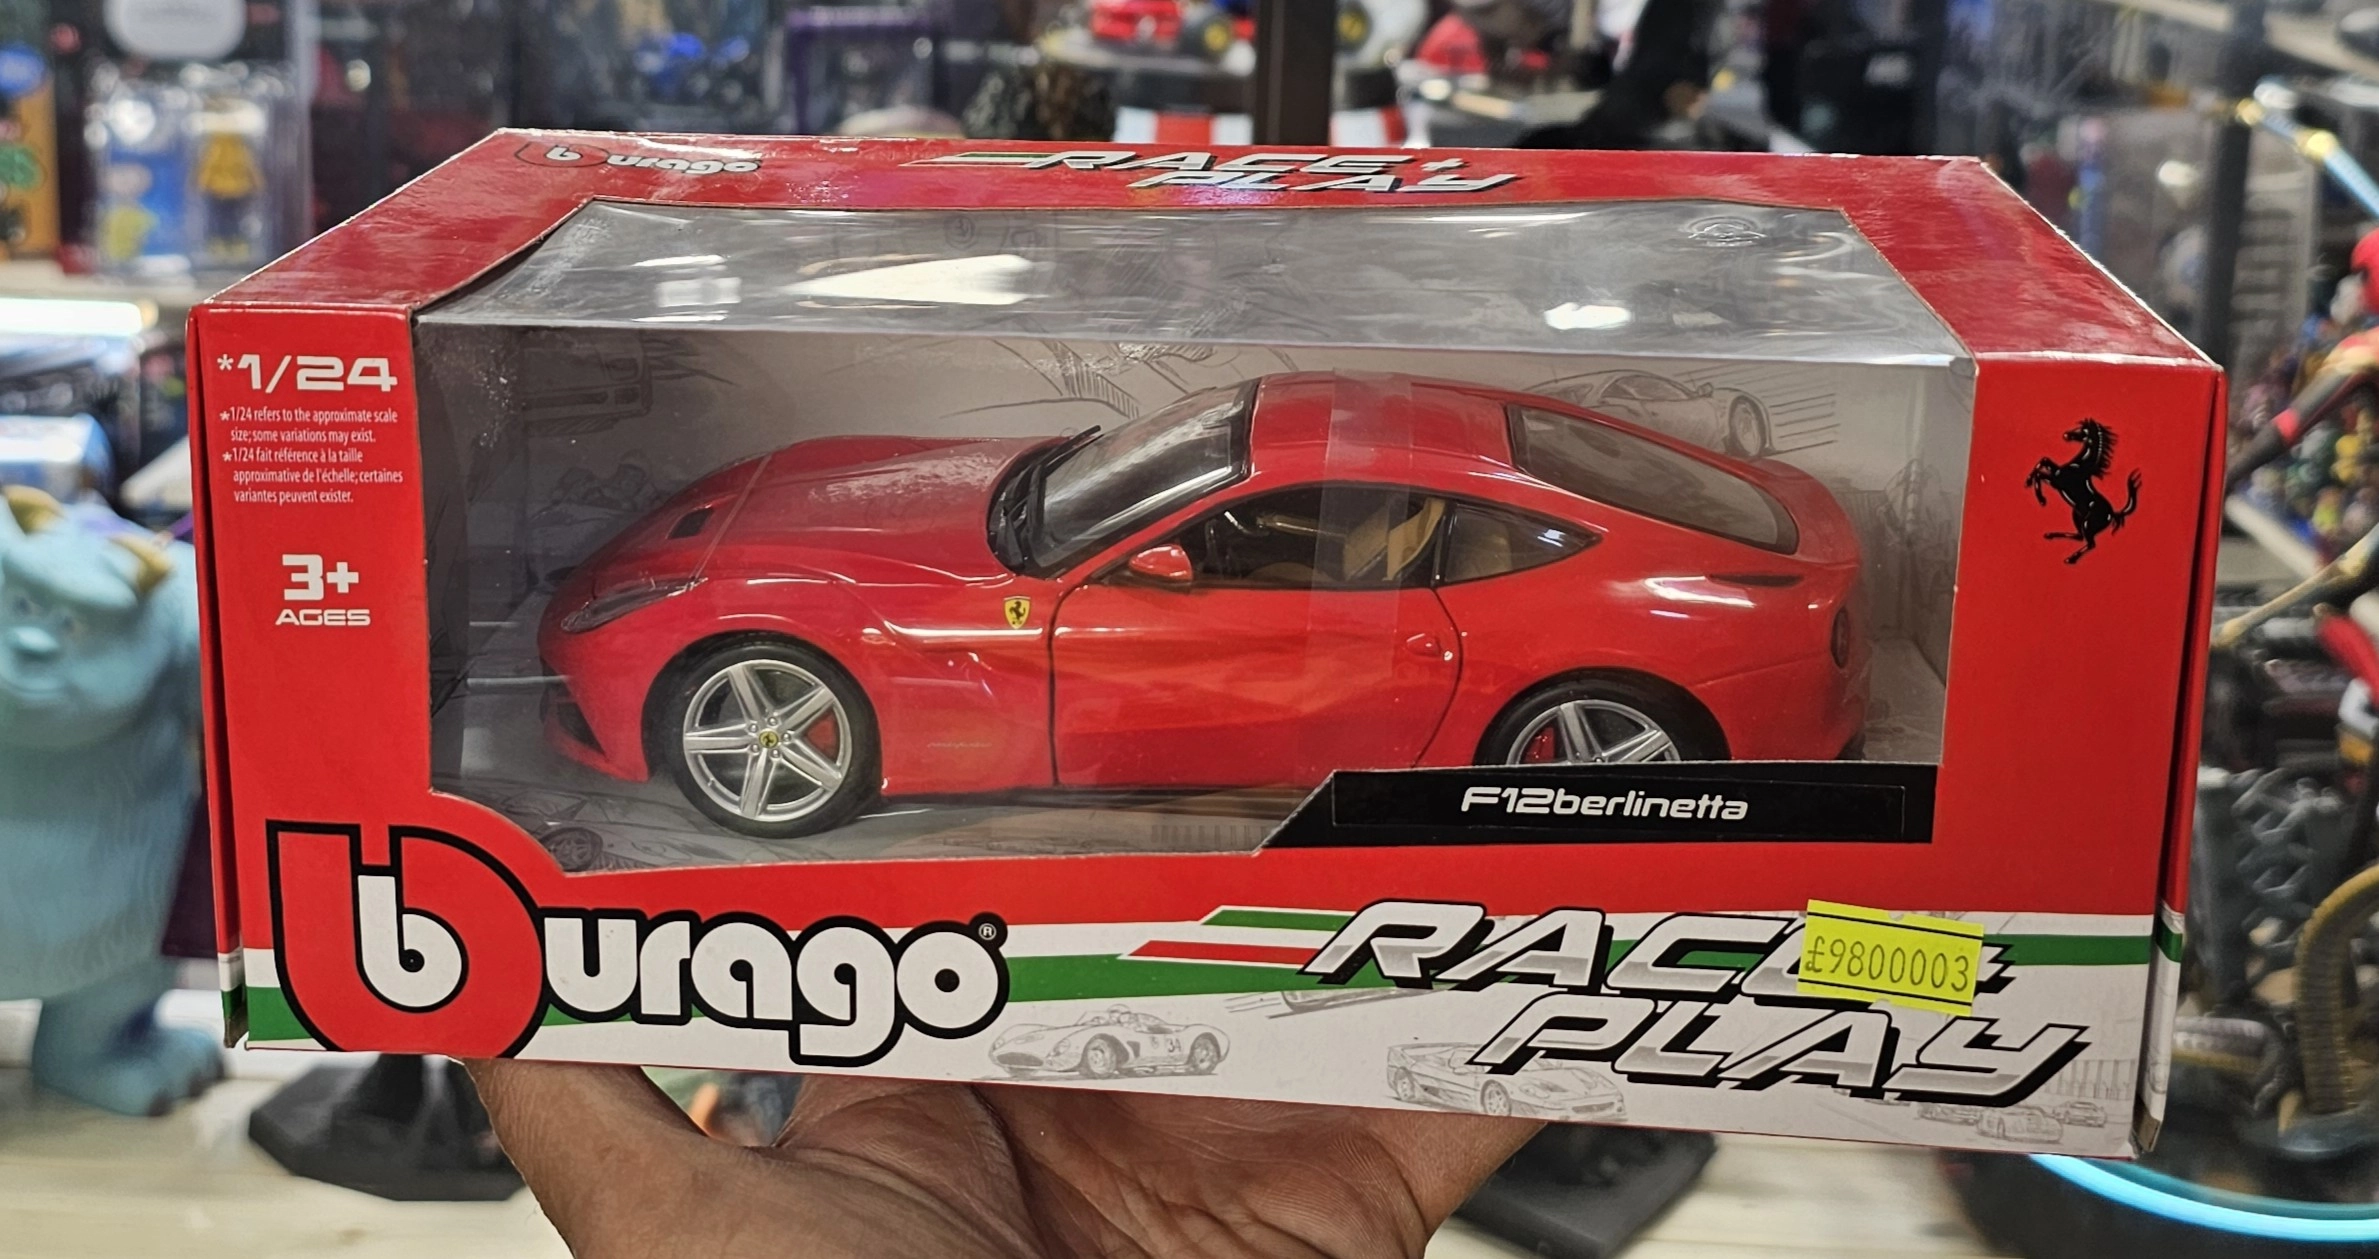 burago
RACE+
PLAY
*1/24
*1/24 refers to the approximate scale
size; some variations may exist.
*1/24 fait référence à la taille
approximative de l'échelle; certaines
variantes peuvent exister.
3+
AGES
F12berlinetta
burago®
RACE+
PLAY
£9800003
34